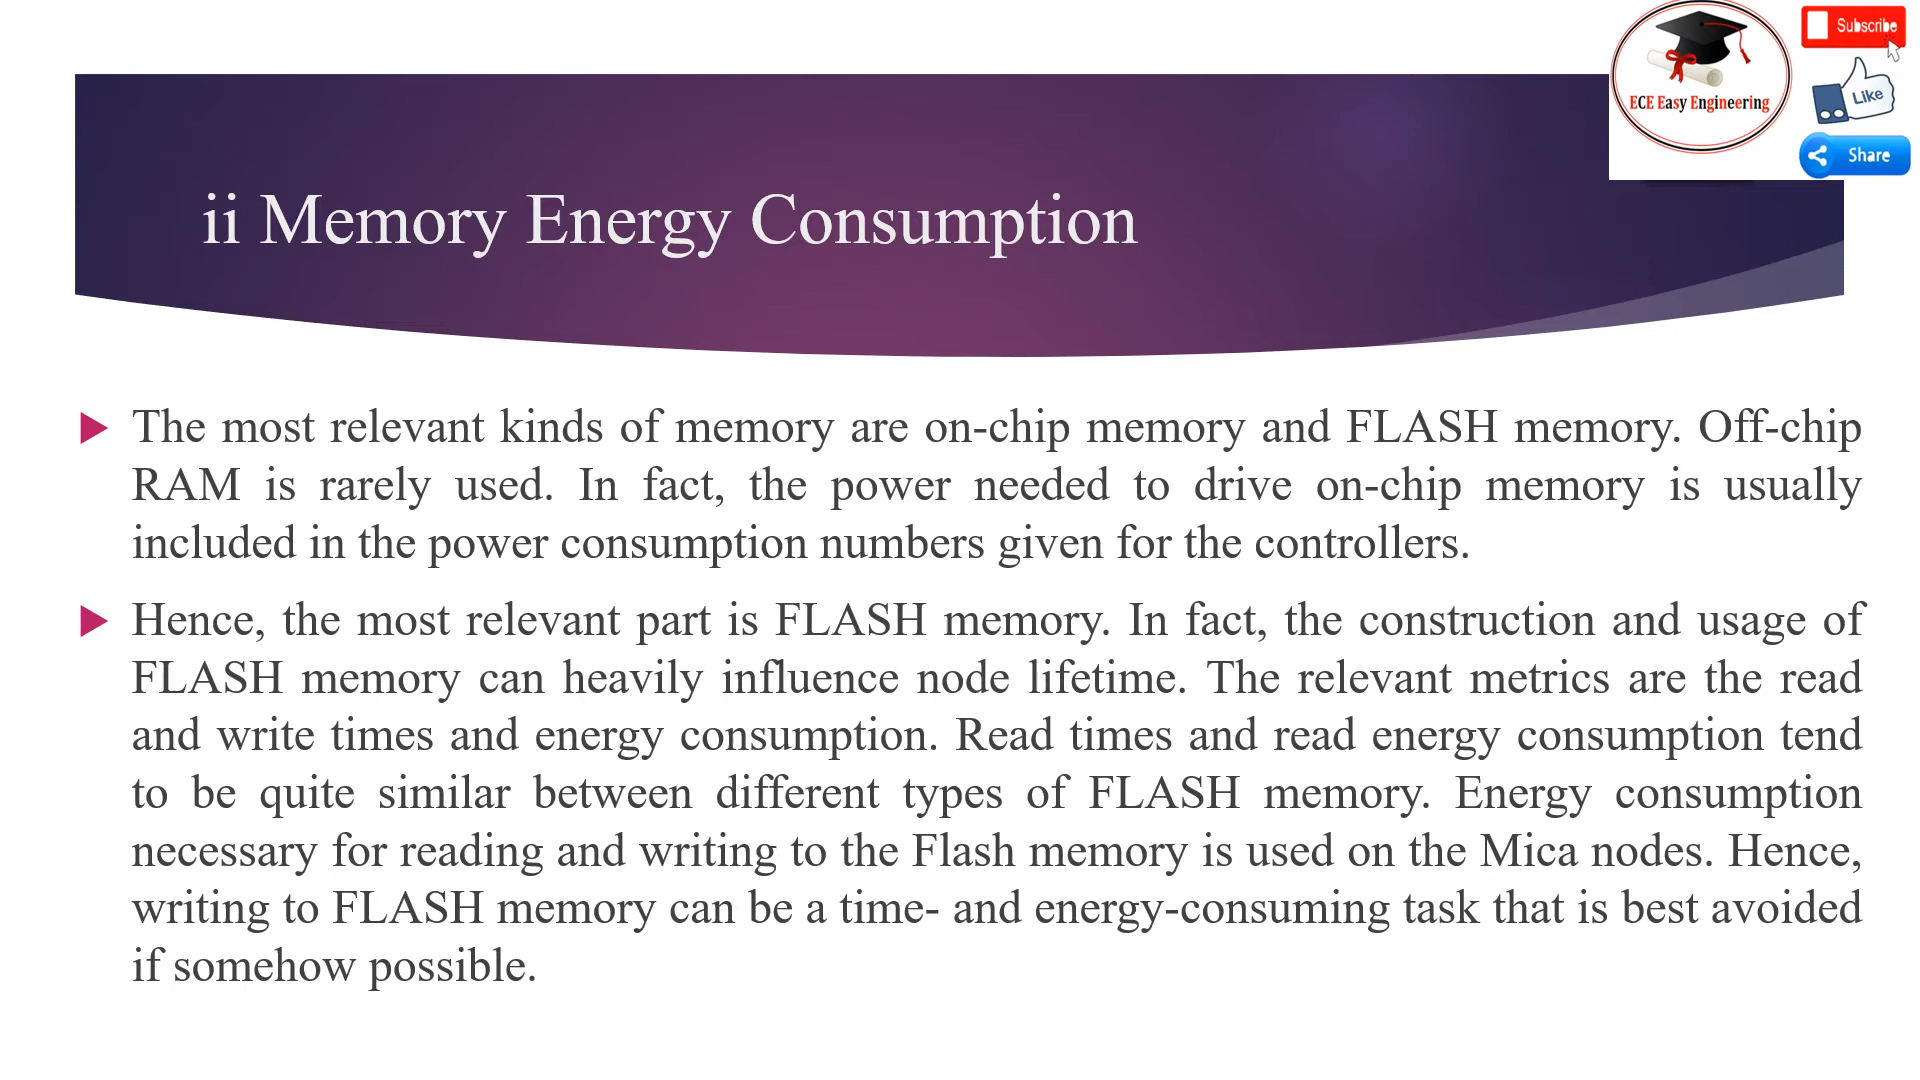 Subscribe
Like
ECE Easy Engineering
Share
ii Memory Energy Consumption
The most relevant kinds of memory are on-chip memory and FLASH memory. Off-chip
RAM is rarely used. In fact, the power needed to drive on-chip memory is usually
included in the power consumption numbers given for the controllers.
Hence, the most relevant part is FLASH memory. In fact, the construction and usage of
FLASH memory can heavily influence node lifetime. The relevant metrics are the read
and write times and energy consumption. Read times and read energy consumption tend
to be quite similar between different types of FLASH memory. Energy consumption
necessary for reading and writing to the Flash memory is used on the Mica nodes. Hence,
writing to FLASH memory can be a time- and energy-consuming task that is best avoided
if somehow possible.